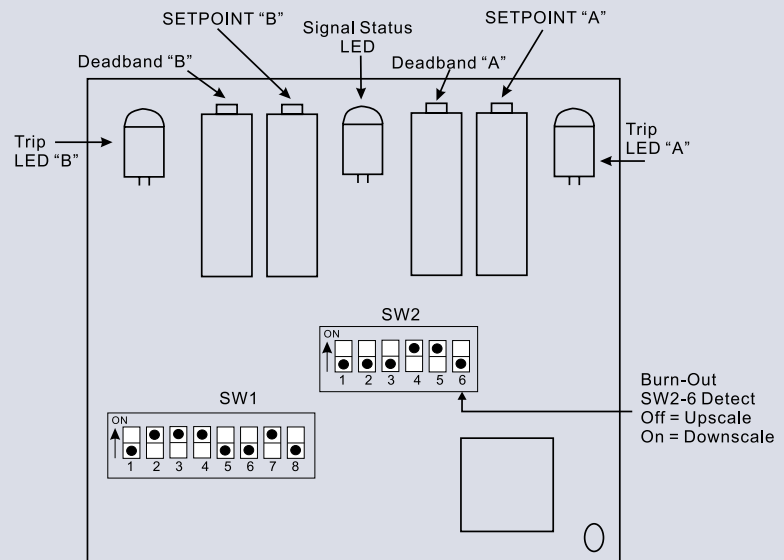 SETPOINT “B”
Signal Status
LED
SETPOINT “A”
Deadband “B”
Deadband “A”
Trip
LED “B”
Trip
LED “A”
SW2
ON
1 2 3 4 5 6
Burn-Out
SW2-6 Detect
Off = Upscale
On = Downscale
SW1
ON
1 2 3 4 5 6 7 8